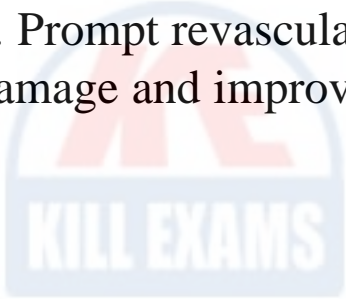 . Prompt revascula
amage and improv
KILL EXAMS